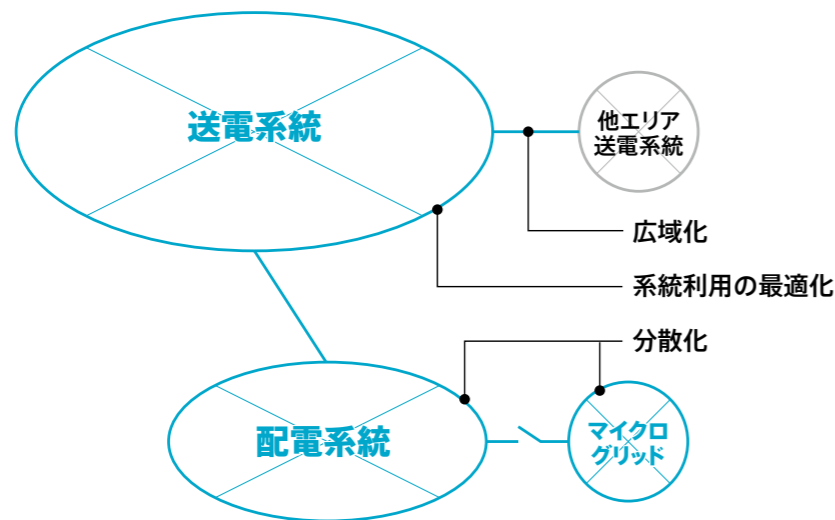 送電系統
他エリア
送電系統
広域化
系統利用の最適化
分散化
配電系統
マイクロ
グリッド